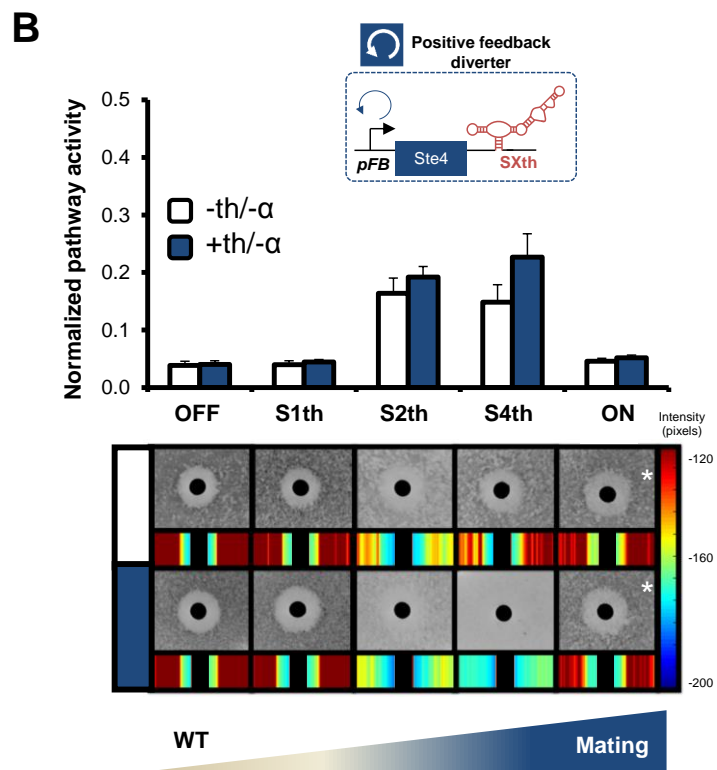 B
Positive feedback
diverter
pFB
Ste4
SXth
Normalized pathway activity
0.5
0.4
0.3
0.2
0.1
0.0
-th/-α
+th/-α
OFF S1th S2th S4th ON
Intensity
(pixels)
-120
-160
-200
*
*
WT
Mating